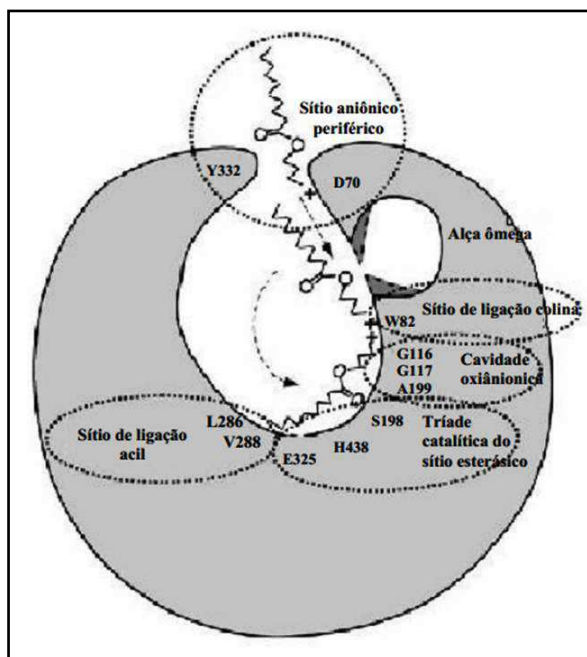 Sítio aniônico
periférico
Y332
D70
Alça ômega
Sítio de ligação colina
W82
G116
G117
A199
Cavidade
oxiânionica
L286
V288
Sítio de ligação
acil
E325
H438
S198
Tríade
catalítica do
sítio esterásico